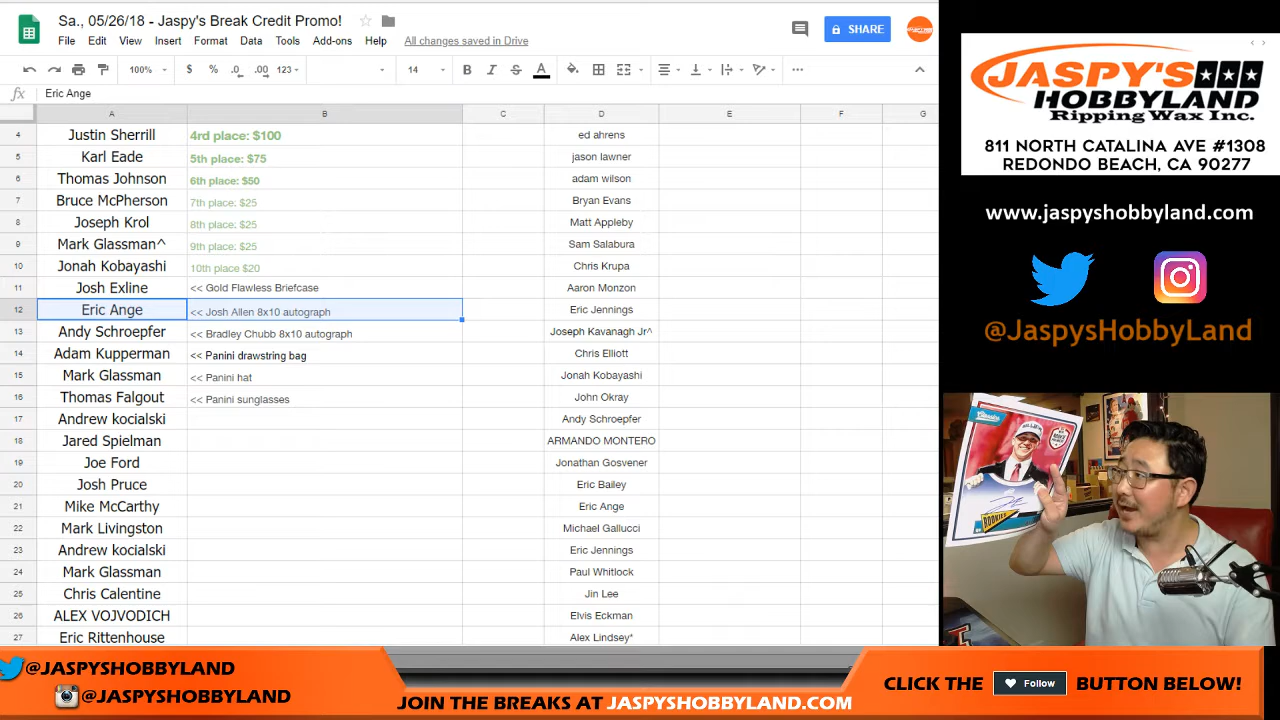 Sa., 05/26/18 - Jaspy's Break Credit Promo!
File Edit View Insert Format Data Tools Add-ons Help All changes saved in Drive
SHARE
100% $ % .0 .00 123 14 B I S A
fx Eric Ange
A B C D E F G
4 Justin Sherrill 4rd place: $100 ed ahrens
5 Karl Eade 5th place: $75 jason lawner
6 Thomas Johnson 6th place: $50 adam wilson
7 Bruce McPherson 7th place: $25 Bryan Evans
8 Joseph Krol 8th place: $25 Matt Appleby
9 Mark Glassman^ 9th place: $25 Sam Salabura
10 Jonah Kobayashi 10th place $20 Chris Krupa
11 Josh Exline << Gold Flawless Briefcase Aaron Monzon
12 Eric Ange << Josh Allen 8x10 autograph Eric Jennings
13 Andy Schroepfer << Bradley Chubb 8x10 autograph Joseph Kavanagh Jr^
14 Adam Kupperman << Panini drawstring bag Chris Elliott
15 Mark Glassman << Panini hat Jonah Kobayashi
16 Thomas Falgout << Panini sunglasses John Okray
17 Andrew kocialski Andy Schroepfer
18 Jared Spielman ARMANDO MONTERO
19 Joe Ford Jonathan Gosvener
20 Josh Pruce Eric Bailey
21 Mike McCarthy Eric Ange
22 Mark Livingston Michael Gallucci
23 Andrew kocialski Eric Jennings
24 Mark Glassman Paul Whitlock
25 Chris Calentine Jin Lee
26 ALEX VOJVODICH Elvis Eckman
27 Eric Rittenhouse Alex Lindsey*
JASPY'S
HOBBYLAND
Ripping Wax Inc.
811 NORTH CATALINA AVE #1308
REDONDO BEACH, CA 90277
www.jaspyshobbyland.com
@JaspysHobbyLand
Classics
ROOKIES
@JASPYSHOBBYLAND
@JASPYSHOBBYLAND
JOIN THE BREAKS AT JASPYSHOBBYLAND.COM
CLICK THE Follow BUTTON BELOW!